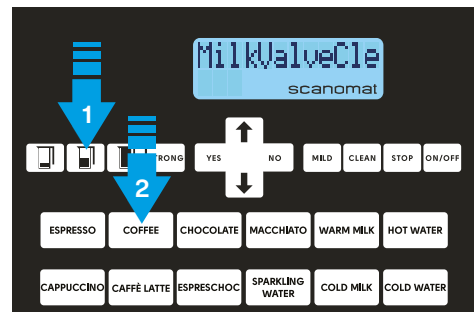 MilkValveCle
scanomat
1
STRONG YES NO MILD CLEAN STOP ON/OFF
2
ESPRESSO COFFEE CHOCOLATE MACCHIATO WARM MILK HOT WATER
CAPPUCCINO CAFFÈ LATTE ESPRESCHOC SPARKLING WATER COLD MILK COLD WATER